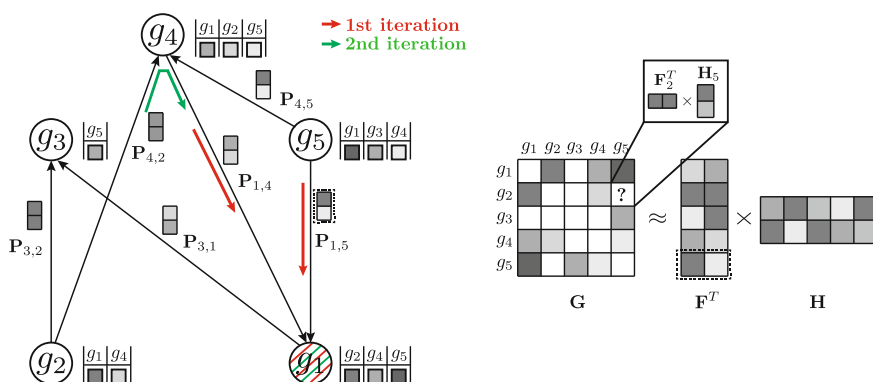 g₄
g₁ g₂ g₅
1st iteration
2nd iteration
P₄,₅
g₃
g₅
P₄,₂
g₅
g₁ g₃ g₄
P₁,₄
P₃,₂
P₃,₁
P₁,₅
g₂
g₁ g₄
g₁
g₂ g₄ g₅
F₂ᵀ × H₅
g₁ g₂ g₃ g₄ g₅
g₁
g₂ ?
g₃
≈ ×
g₄
g₅
G Fᵀ H